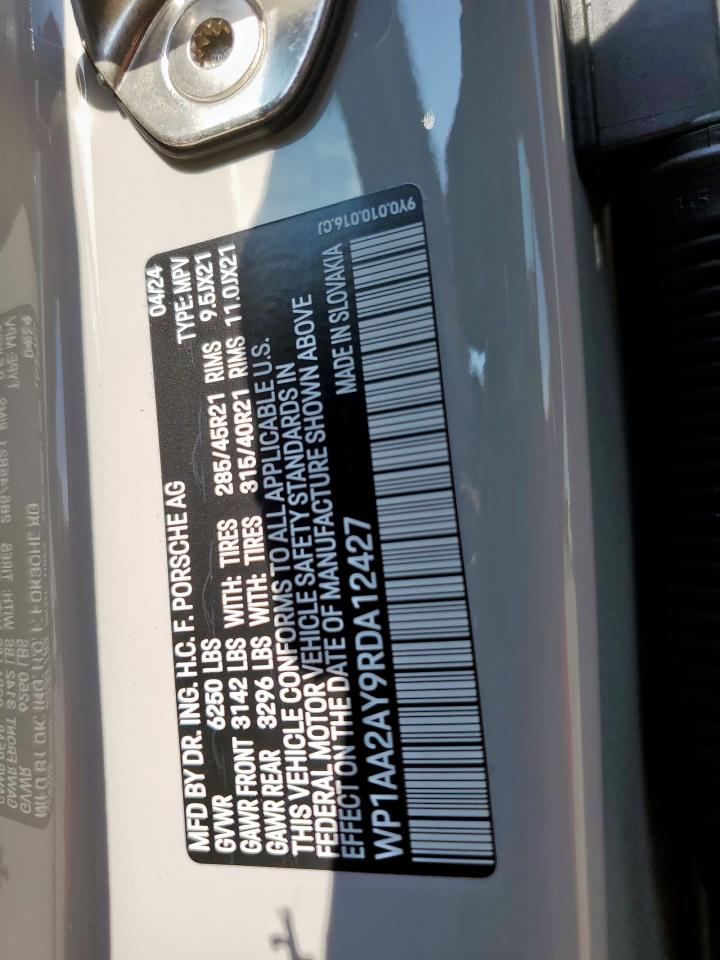 MFD BY DR. ING. H.C. F. PORSCHE AG 04/24
GVWR 6250 LBS TYPE: MPV
GAWR FRONT 3142 LBS WITH: TIRES 285/45R21 RIMS 9.5JX21
GAWR REAR 3296 LBS WITH: TIRES 315/40R21 RIMS 11.0JX21
THIS VEHICLE CONFORMS TO ALL APPLICABLE U.S.
FEDERAL MOTOR VEHICLE SAFETY STANDARDS IN
EFFECT ON THE DATE OF MANUFACTURE SHOWN ABOVE
WP1AA2AY9RDA12427 MADE IN SLOVAKIA
9Y0.010.016.CJ